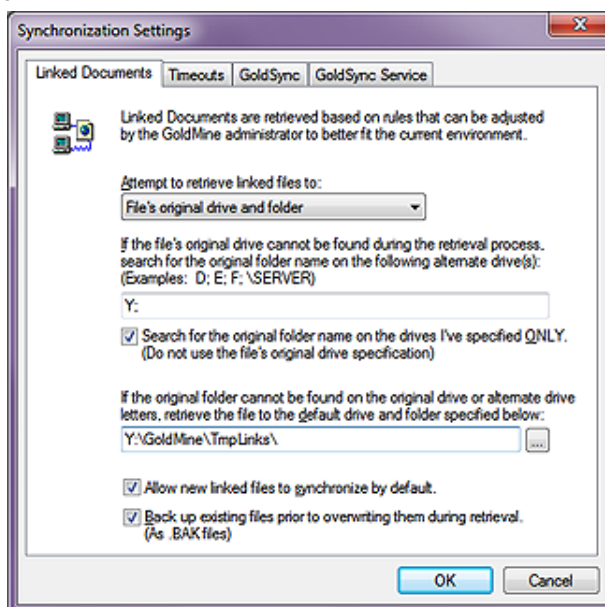 Synchronization Settings
Linked Documents Timeouts GoldSync GoldSync Service
Linked Documents are retrieved based on rules that can be adjusted
by the GoldMine administrator to better fit the current environment.
Attempt to retrieve linked files to:
File's original drive and folder
If the file's original drive cannot be found during the retrieval process,
search for the original folder name on the following alternate drive(s):
(Examples: D; E; F; \SERVER)
Y;
Search for the original folder name on the drives I've specified ONLY.
(Do not use the file's original drive specification)
If the original folder cannot be found on the original drive or alternate drive
letters, retrieve the file to the default drive and folder specified below:
Y:\GoldMine\TmpLinks\
...
Allow new linked files to synchronize by default.
Back up existing files prior to overwriting them during retrieval.
(As .BAK files)
OK Cancel